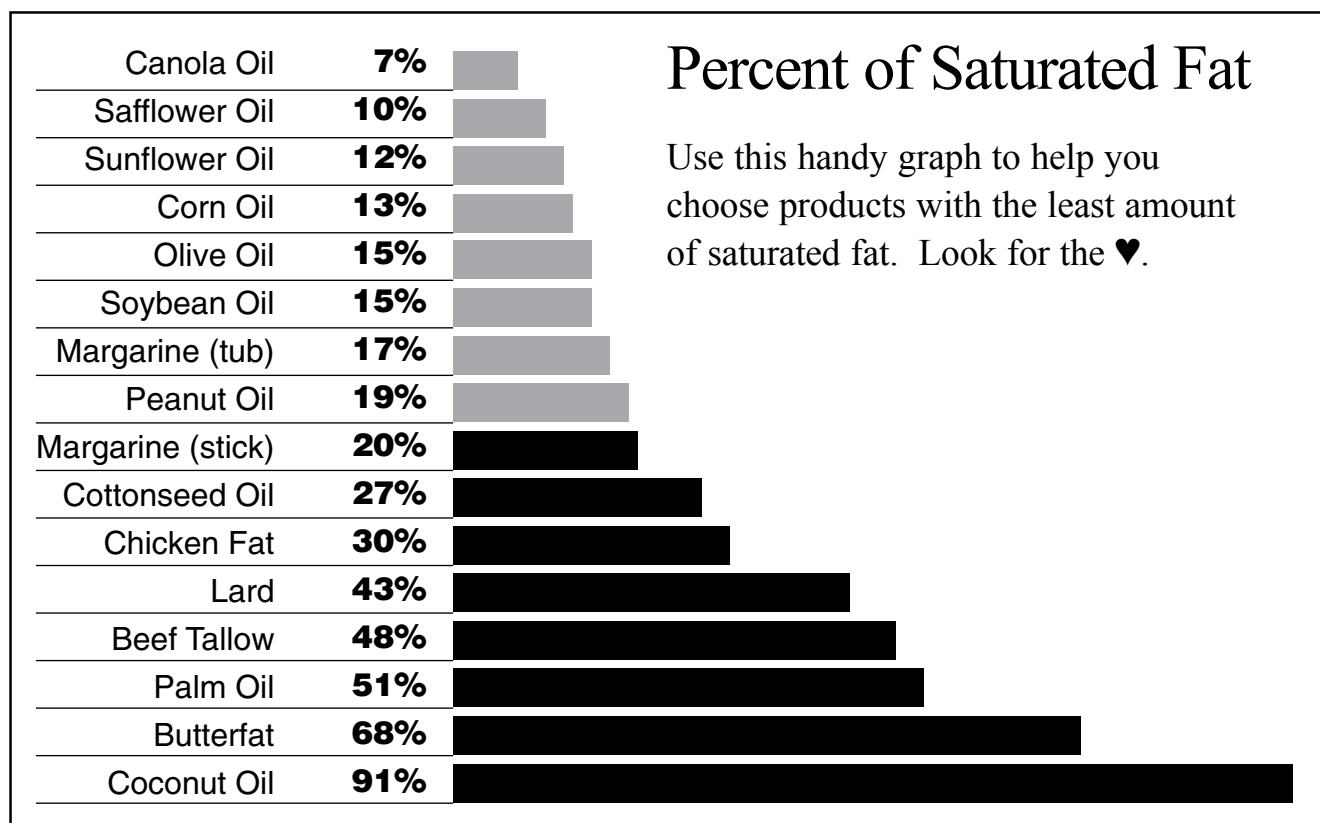 Percent of Saturated Fat
Use this handy graph to help you
choose products with the least amount
of saturated fat. Look for the ♥.
Canola Oil 7%
Safflower Oil 10%
Sunflower Oil 12%
Corn Oil 13%
Olive Oil 15%
Soybean Oil 15%
Margarine (tub) 17%
Peanut Oil 19%
Margarine (stick) 20%
Cottonseed Oil 27%
Chicken Fat 30%
Lard 43%
Beef Tallow 48%
Palm Oil 51%
Butterfat 68%
Coconut Oil 91%